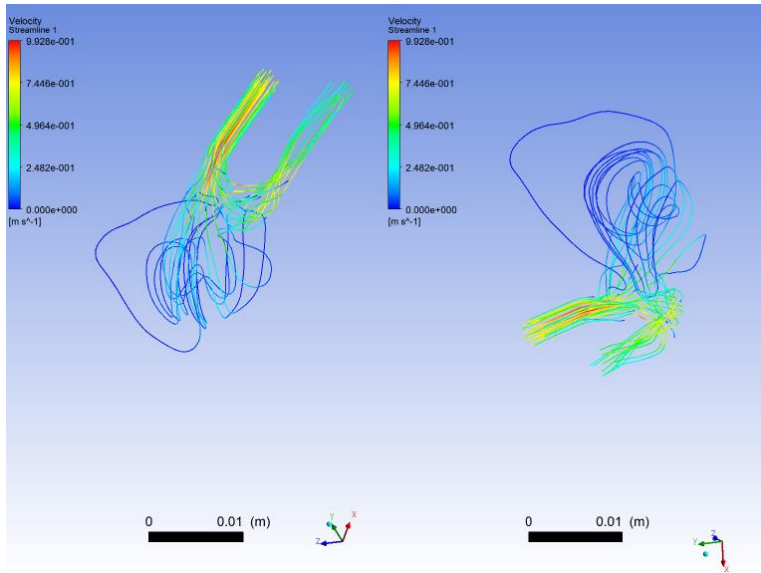 Velocity
Streamline 1
9.928e-001
7.446e-001
4.964e-001
2.482e-001
0.000e+000
[m s^-1]
0 0.01 (m)
Y X
Z
Velocity
Streamline 1
9.928e-001
7.446e-001
4.964e-001
2.482e-001
0.000e+000
[m s^-1]
0 0.01 (m)
Z
Y
X